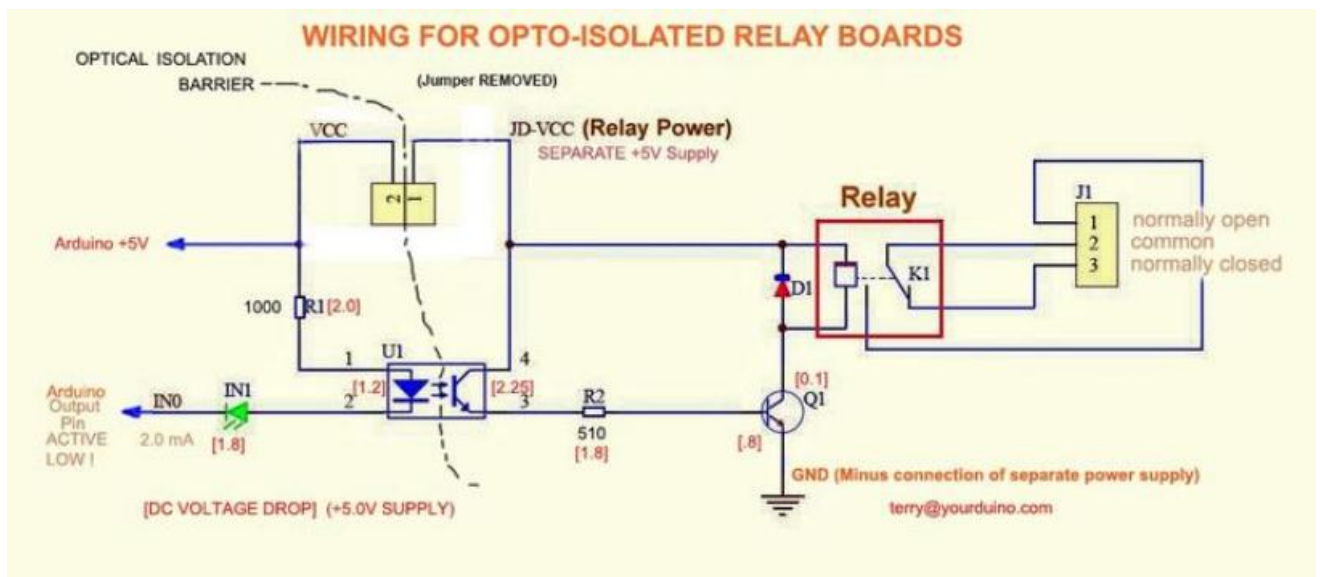 WIRING FOR OPTO-ISOLATED RELAY BOARDS
OPTICAL ISOLATION
BARRIER
(Jumper REMOVED)
VCC
JD-VCC (Relay Power)
SEPARATE +5V Supply
2 1
Arduino +5V
Relay
J1
1 normally open
2 common
3 normally closed
K1
D1
1000 R1 [2.0]
U1
1
4
[1.2]
[2.25]
2
3
Arduino
Output
Pin
ACTIVE
LOW !
IN0
2.0 mA
IN1
[1.8]
R2
510
[1.8]
[0.1]
Q1
[.8]
GND (Minus connection of separate power supply)
[DC VOLTAGE DROP] (+5.0V SUPPLY)
terry@yourduino.com